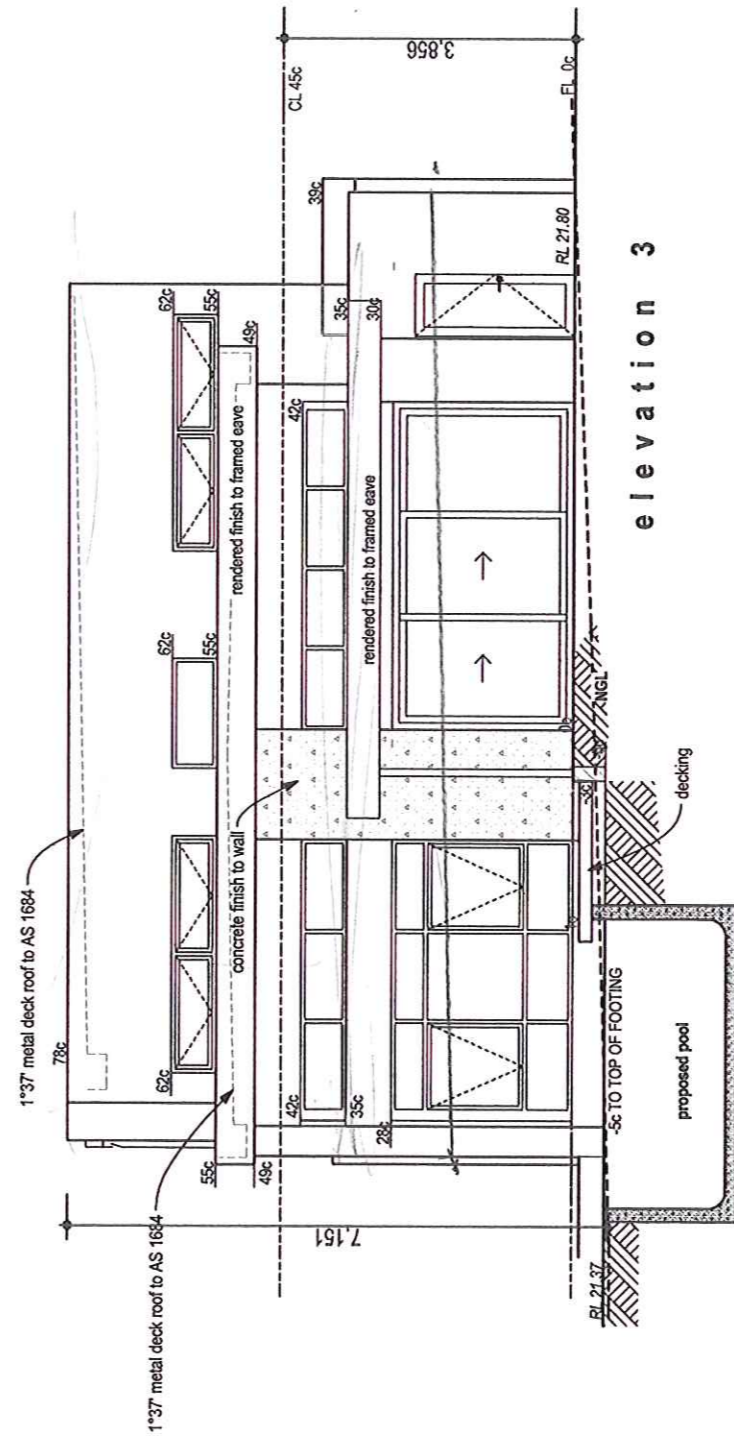 1°37' metal deck roof to AS 1684
78c
62c
62c
62c
55c
55c
1°37' metal deck roof to AS 1684
55c
49c
49c
rendered finish to framed eave
concrete finish to wall
CL 45c
42c
42c
39c
35c
35c
30c
28c
rendered finish to framed eave
7,151
3,856
FL 0c
RL 21.80
0c
-3c
NGL
decking
RL 21.37
-5c TO TOP OF FOOTING
proposed pool
elevation 3